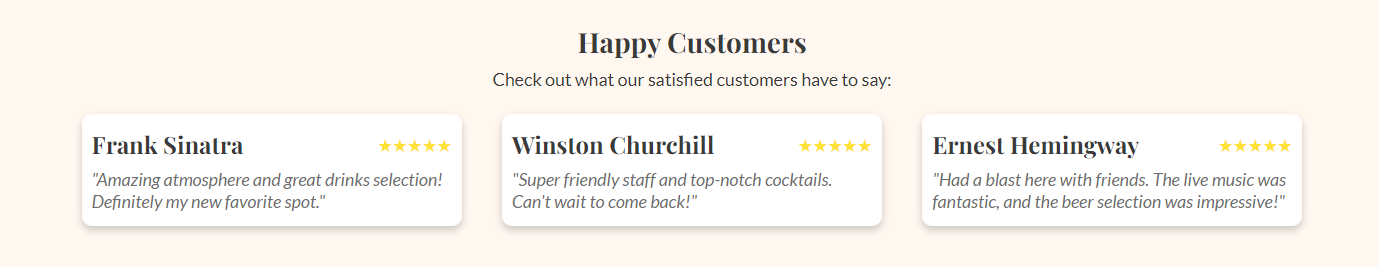 Happy Customers
Check out what our satisfied customers have to say:
Frank Sinatra ★★★★★
"Amazing atmosphere and great drinks selection!
Definitely my new favorite spot."
Winston Churchill ★★★★★
"Super friendly staff and top-notch cocktails.
Can't wait to come back!"
Ernest Hemingway ★★★★★
"Had a blast here with friends. The live music was
fantastic, and the beer selection was impressive!"